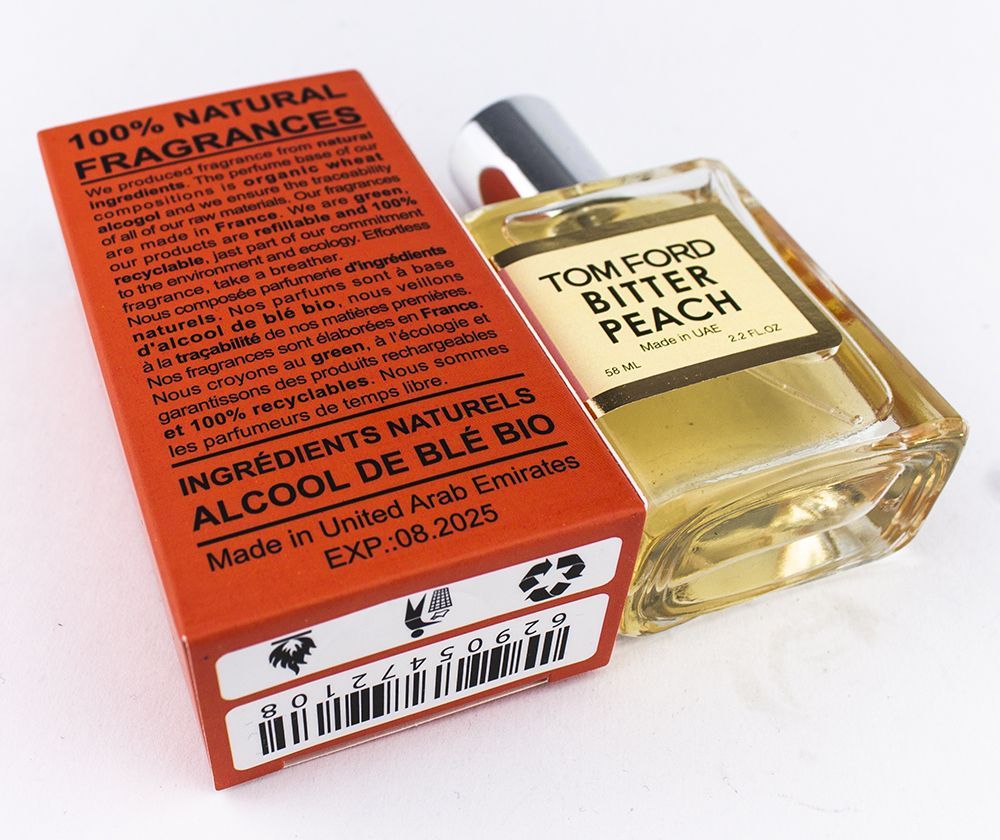 100% NATURAL
FRAGRANCES
We produced fragrance from natural
ingredients. The perfume base of our
compositions is organic wheat
alcogol and we ensure the traceability
of all of our raw materials. Our fragrances
are made in France. We are green,
our products are refillable and 100%
recyclable, jast part of our commitment
to the environment and ecology. Effortless
fragrance, take a breather.
Nous composée parfumerie d'ingrédients
naturels. Nos parfums sont à base
d'alcool de blé bio, nous veillons
à la traçabilité de nos matières premières.
Nos fragrances sont élaborées en France.
Nous croyons au green, à l'écologie et
garantissons des produits rechargeables
et 100% recyclables. Nous sommes
les parfumeurs de temps libre.
INGRÉDIENTS NATURELS
ALCOOL DE BLÉ BIO
Made in United Arab Emirates
EXP.:08.2025
6290547210 8
TOM FORD
BITTER
PEACH
Made in UAE
58 ML 2.2 FL.OZ